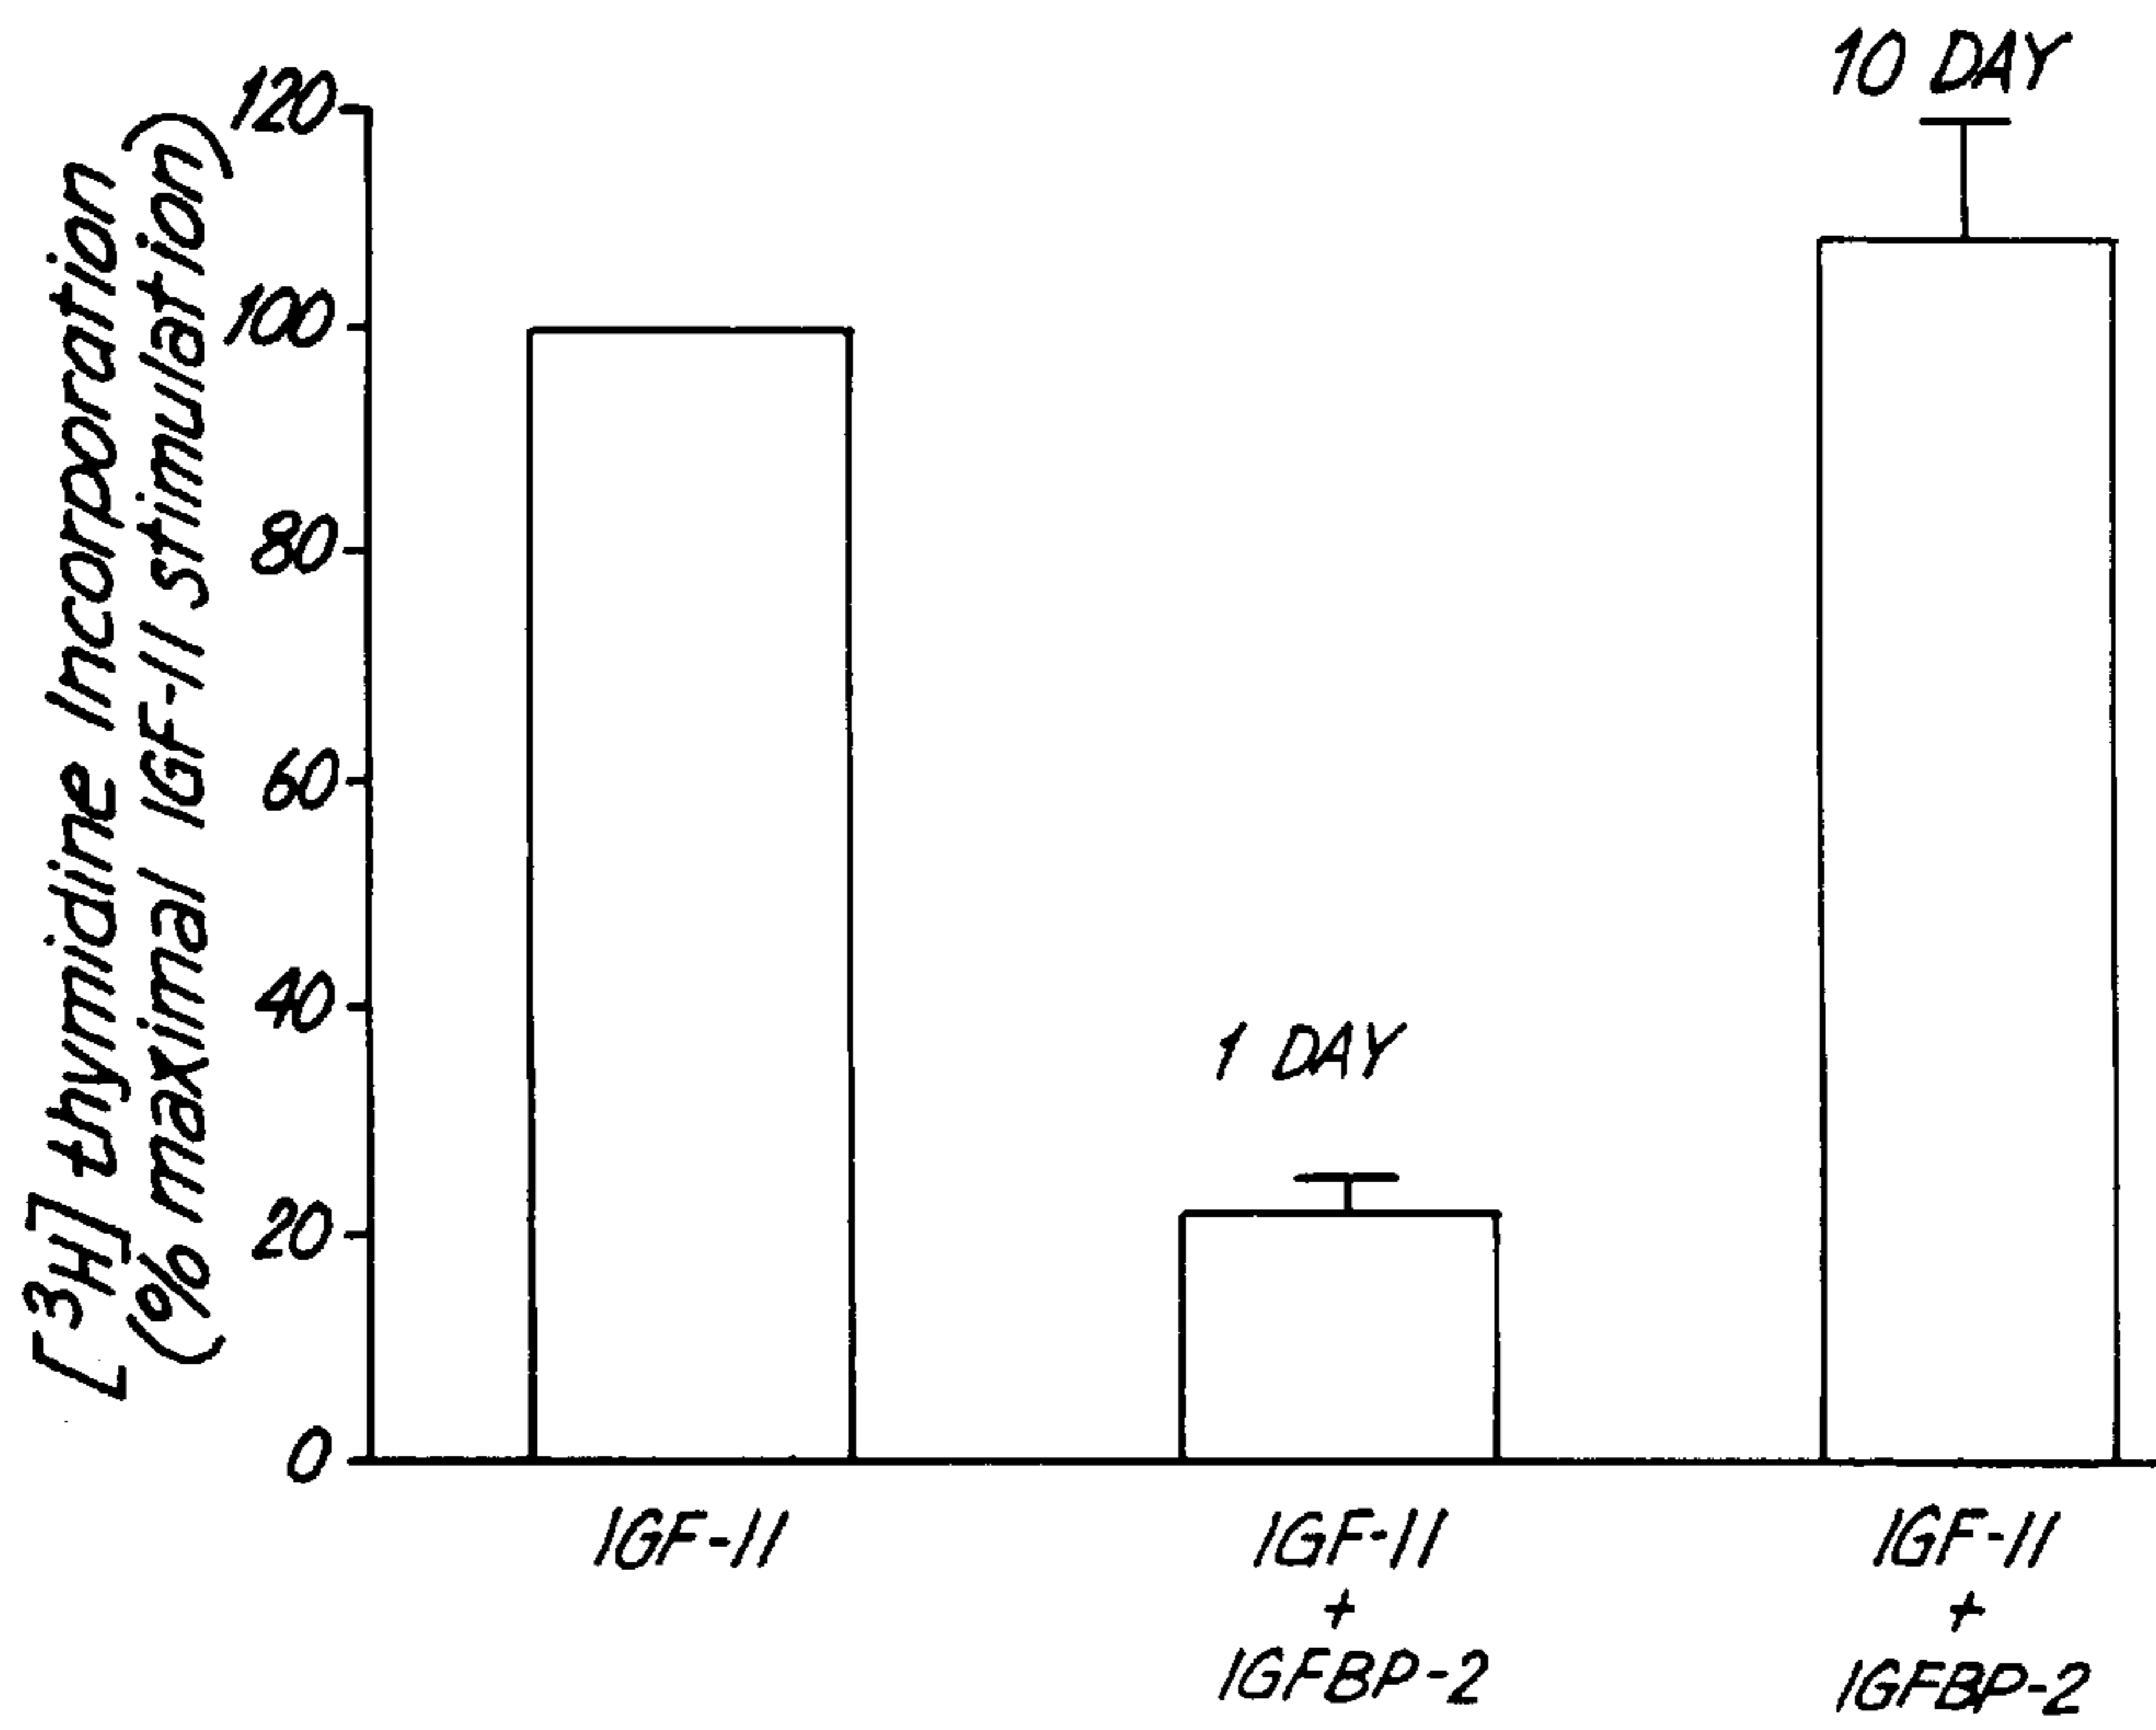 [³H] thymidine Incorporation
(% maximal IGF-II stimulation)
120
100
80
60
40
20
0
10 DAY
1 DAY
IGF-II
IGF-II
+
IGFBP-2
IGF-II
+
IGFBP-2